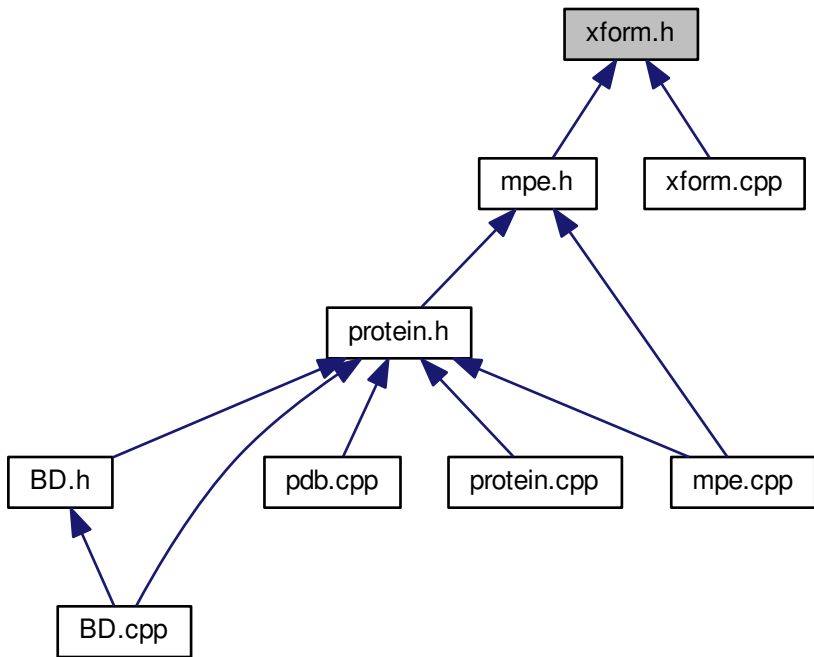 xform.h
mpe.h
xform.cpp
protein.h
BD.h
pdb.cpp
protein.cpp
mpe.cpp
BD.cpp